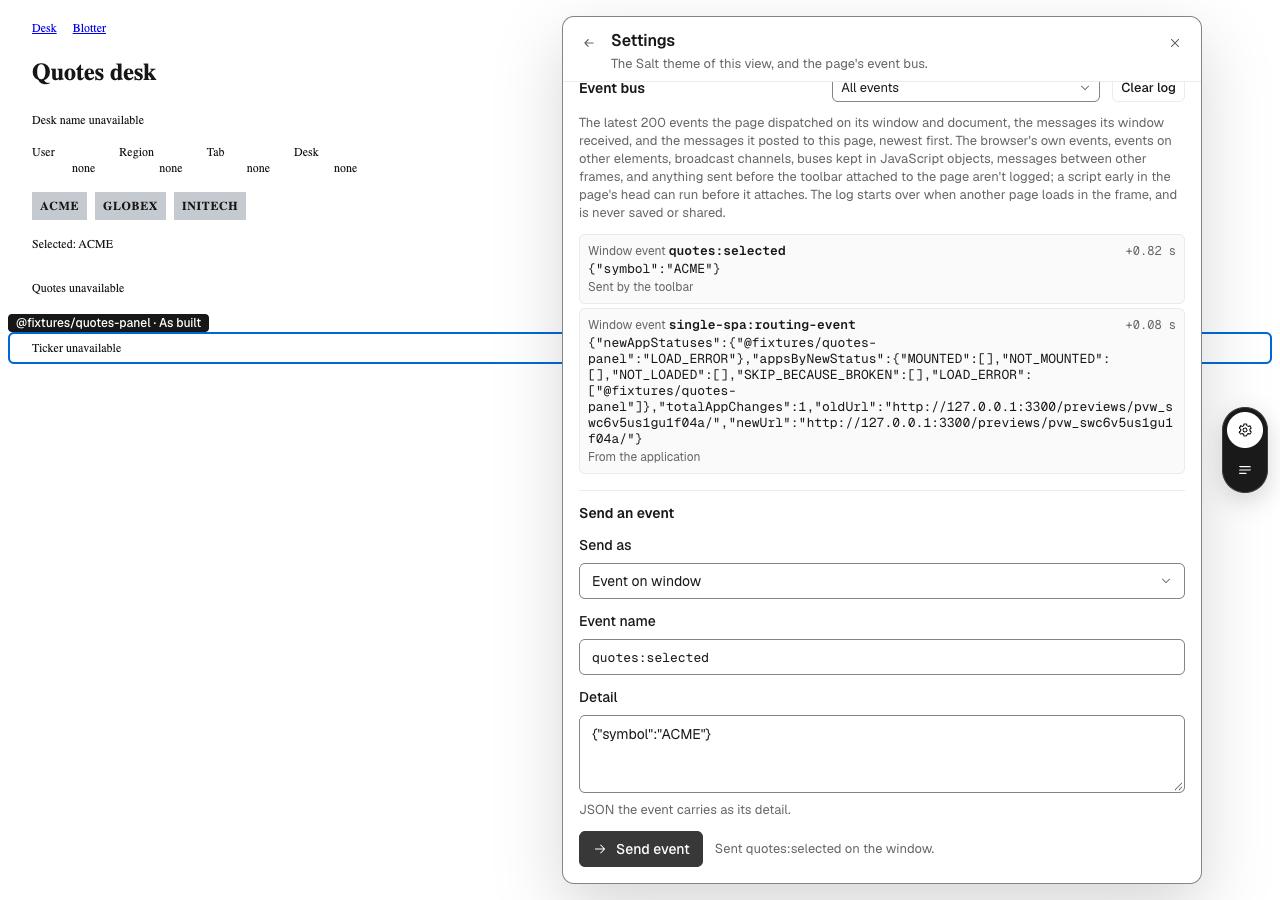 Desk Blotter
Quotes desk
Desk name unavailable
User Region Tab Desk
none none none none
ACME GLOBEX INITECH
Selected: ACME
Quotes unavailable
@fixtures/quotes-panel · As built
Ticker unavailable
Settings
The Salt theme of this view, and the page's event bus.
Event bus All events Clear log
The latest 200 events the page dispatched on its window and document, the messages its window
received, and the messages it posted to this page, newest first. The browser's own events, events on
other elements, broadcast channels, buses kept in JavaScript objects, messages between other
frames, and anything sent before the toolbar attached to the page aren't logged; a script early in the
page's head can run before it attaches. The log starts over when another page loads in the frame, and
is never saved or shared.
Window event quotes:selected +0.82 s
{"symbol":"ACME"}
Sent by the toolbar
Window event single-spa:routing-event +0.08 s
{"newAppStatuses":{"@fixtures/quotes-
panel":"LOAD_ERROR"},"appsByNewStatus":{"MOUNTED":[],"NOT_MOUNTED":
[],"NOT_LOADED":[],"SKIP_BECAUSE_BROKEN":[],"LOAD_ERROR":
["@fixtures/quotes-
panel"]},"totalAppChanges":1,"oldUrl":"http://127.0.0.1:3300/previews/pvw_s
wc6v5us1gu1f04a/","newUrl":"http://127.0.0.1:3300/previews/pvw_swc6v5us1gu1
f04a/"}
From the application
Send an event
Send as
Event on window
Event name
quotes:selected
Detail
{"symbol":"ACME"}
JSON the event carries as its detail.
Send event Sent quotes:selected on the window.